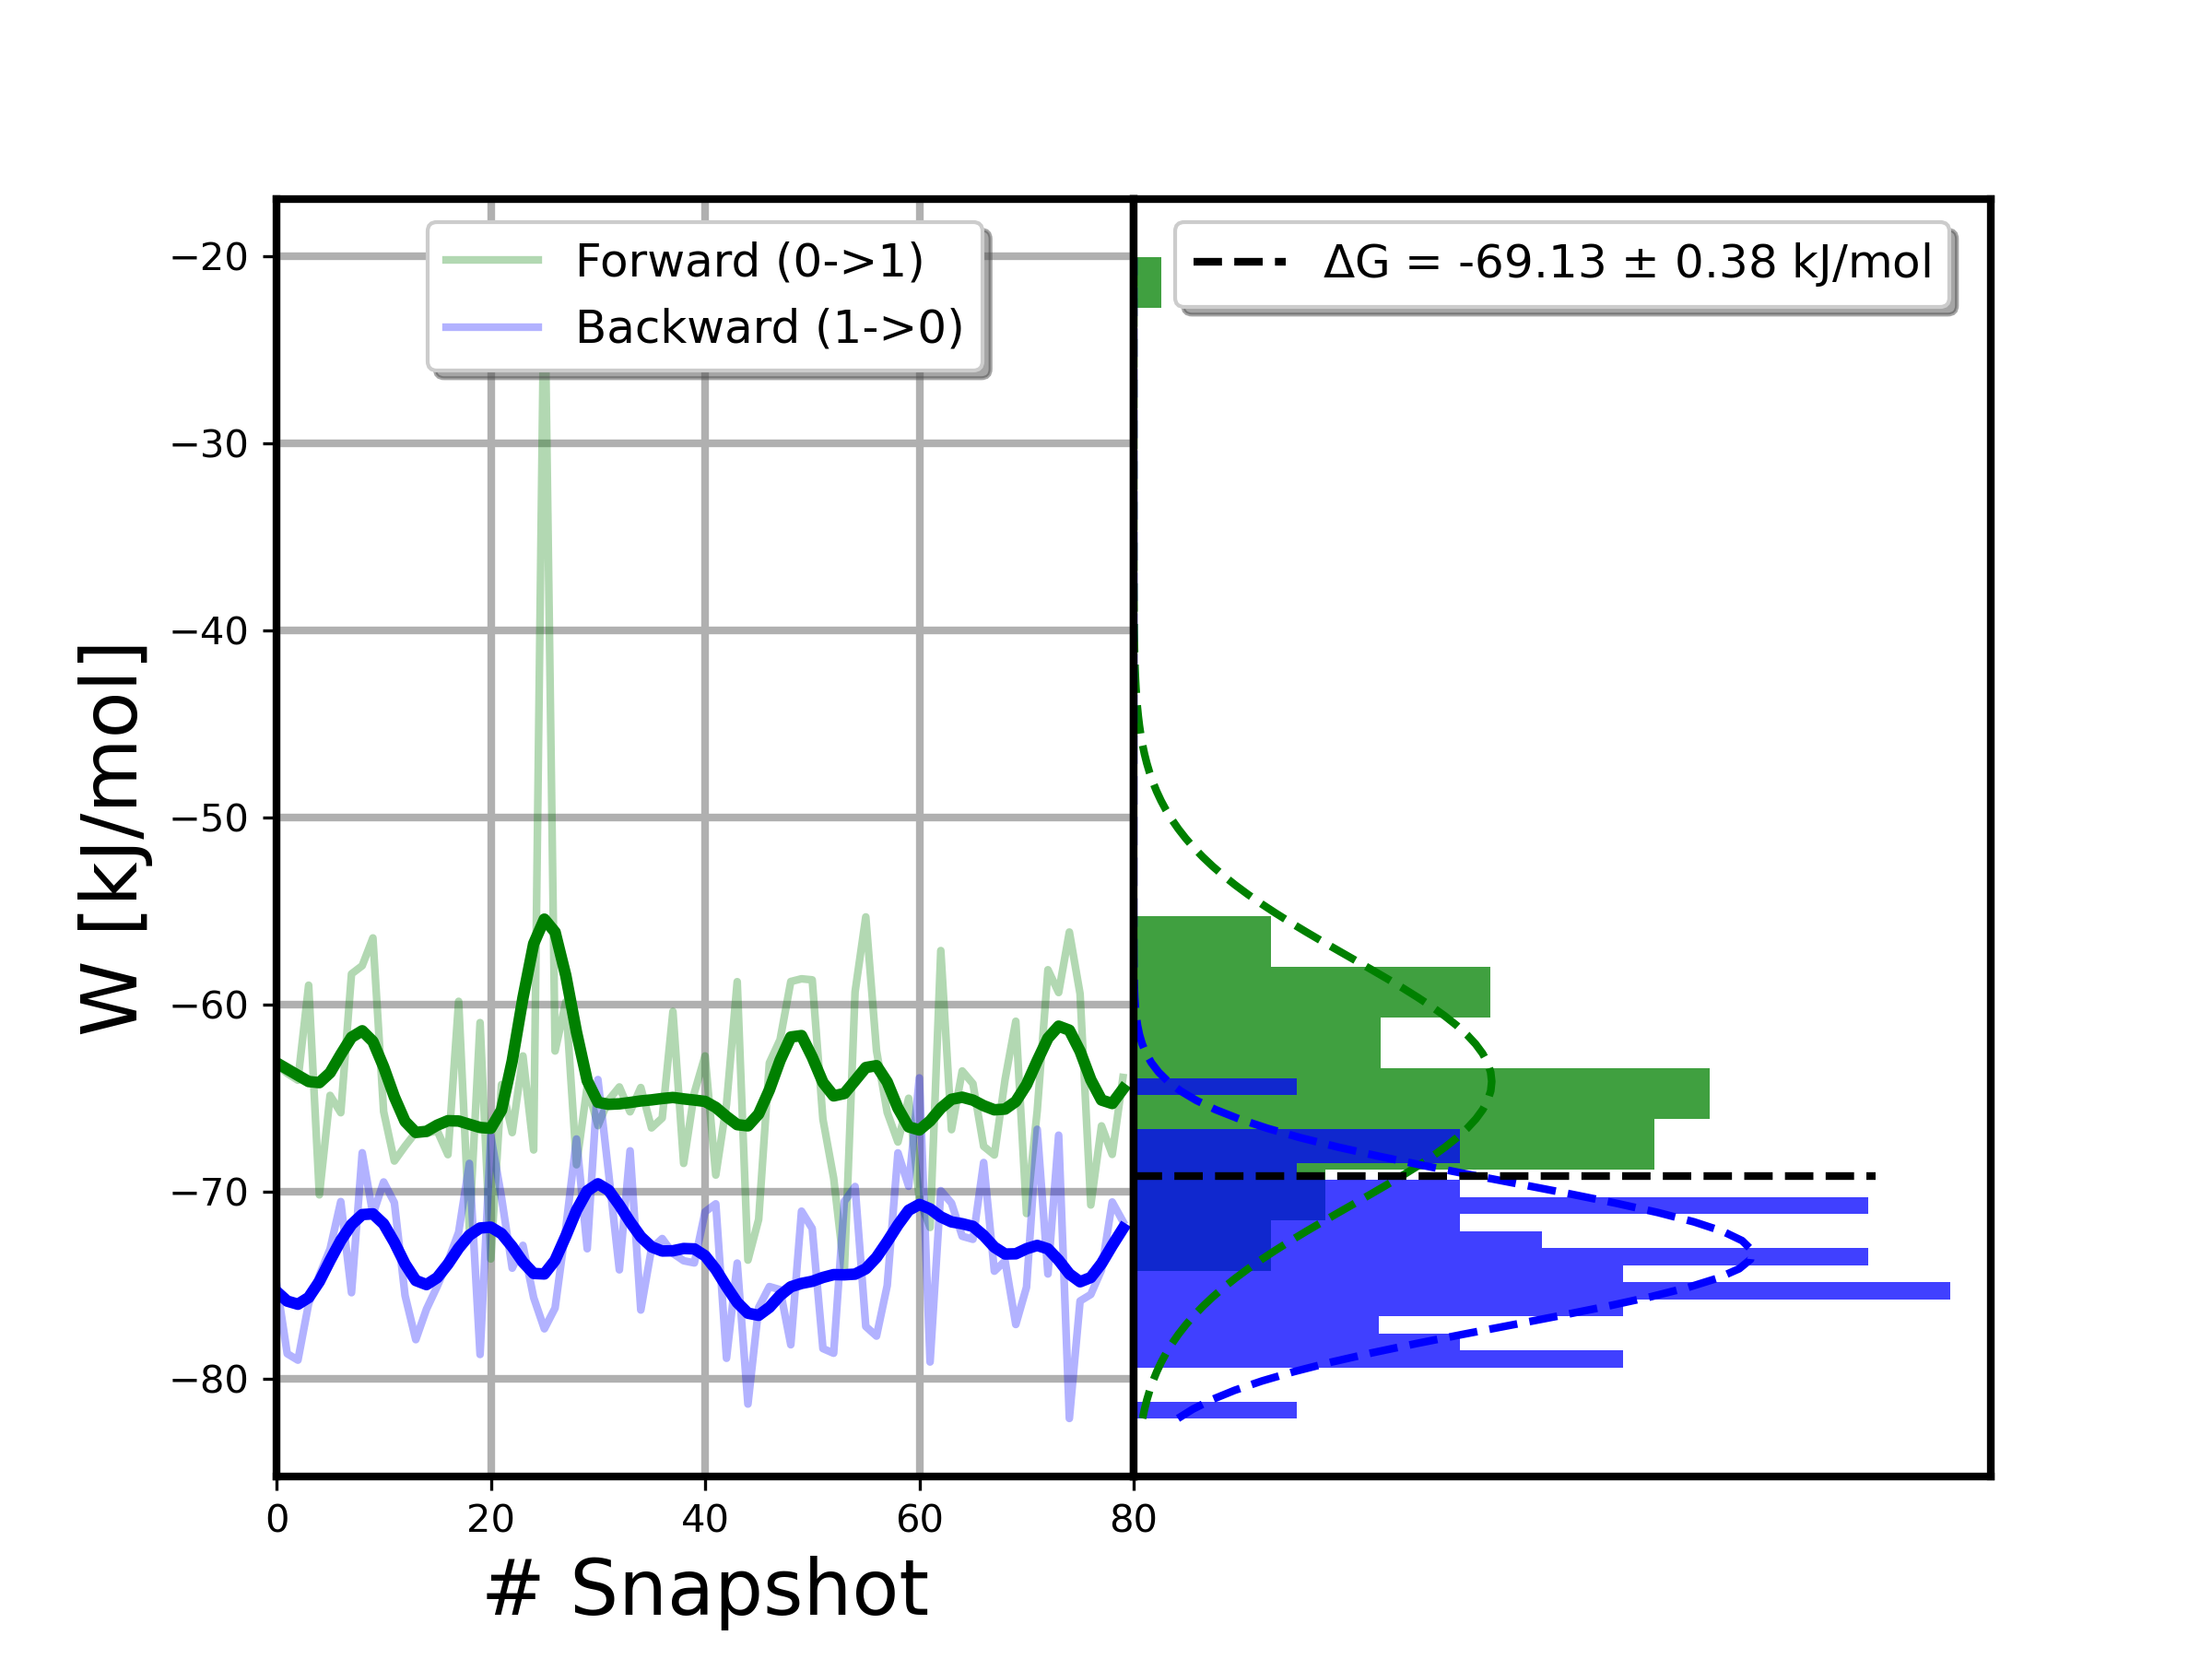 Forward (0->1)
Backward (1->0)
ΔG = -69.13 ± 0.38 kJ/mol
W [kJ/mol]
−20
−30
−40
−50
−60
−70
−80
0 20 40 60 80
# Snapshot